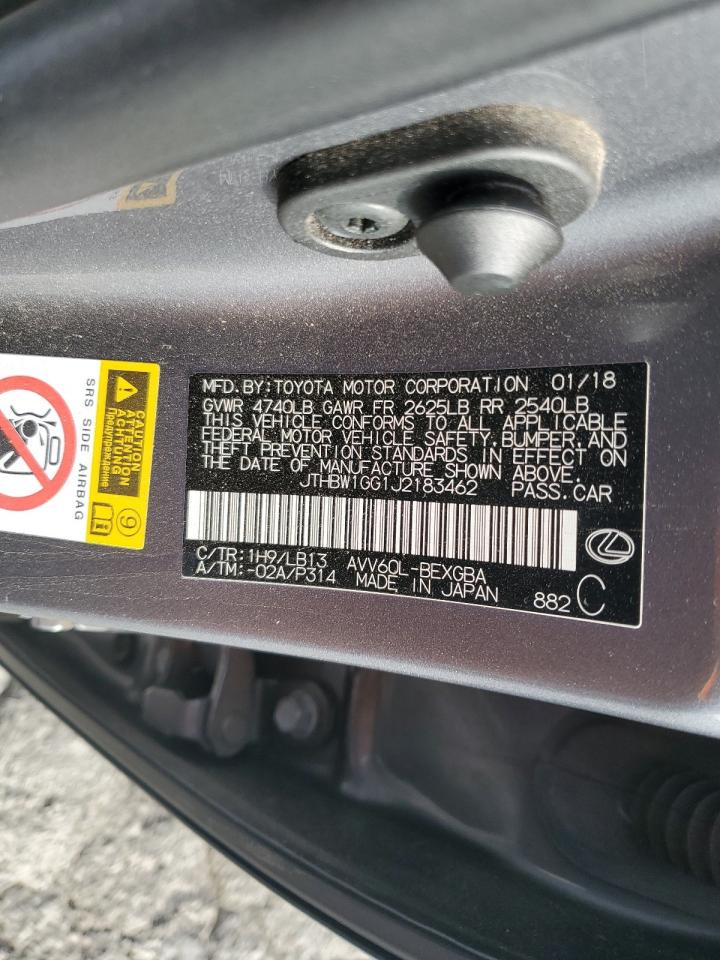 MFD. BY: TOYOTA MOTOR CORPORATION 01/18
GVWR 4740LB GAWR FR 2625LB RR 2540LB
THIS VEHICLE CONFORMS TO ALL APPLICABLE
FEDERAL MOTOR VEHICLE SAFETY, BUMPER, AND
THEFT PREVENTION STANDARDS IN EFFECT ON
THE DATE OF MANUFACTURE SHOWN ABOVE.
JTHBW1GG1J2183462 PASS. CAR
C/TR: 1H9/LB13 AVV60L-BEXGBA
A/TM: -02A/P314 MADE IN JAPAN 882 C
CAUTION
ATTENTION
ACHTUNG
Предупреждение
SRS SIDE AIRBAG
9